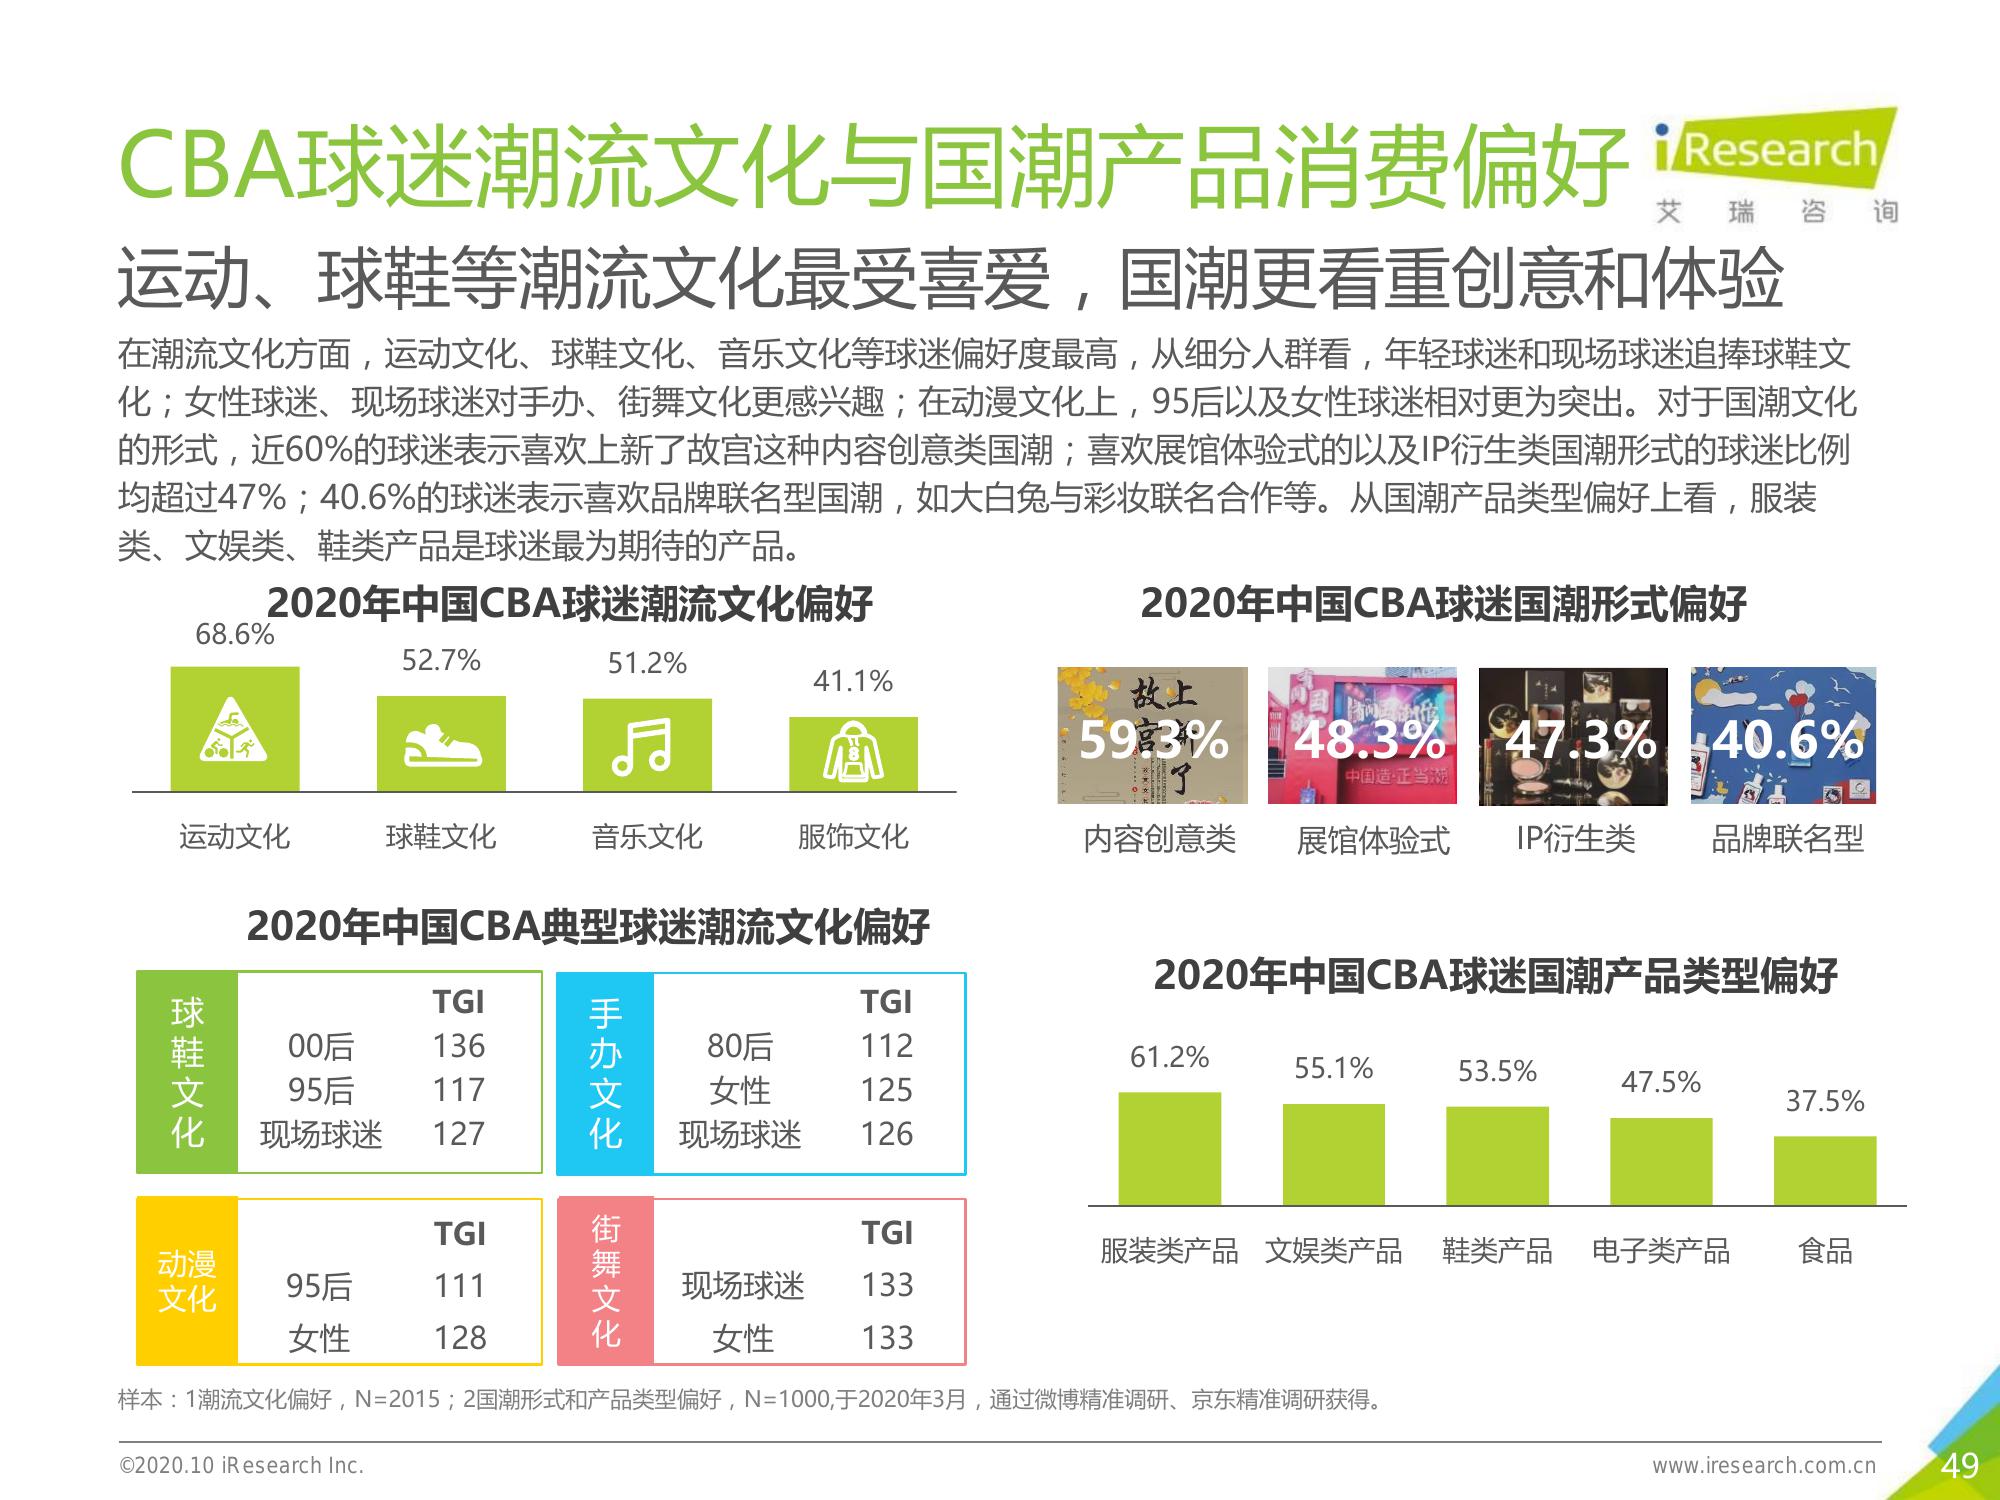 CBA球迷潮流文化与国潮产品消费偏好
iResearch
艾瑞咨询
运动、球鞋等潮流文化最受喜爱，国潮更看重创意和体验
在潮流文化方面，运动文化、球鞋文化、音乐文化等球迷偏好度最高，从细分人群看，年轻球迷和现场球迷追捧球鞋文
化；女性球迷、现场球迷对手办、街舞文化更感兴趣；在动漫文化上，95后以及女性球迷相对更为突出。对于国潮文化
的形式，近60%的球迷表示喜欢上新了故宫这种内容创意类国潮；喜欢展馆体验式的以及IP衍生类国潮形式的球迷比例
均超过47%；40.6%的球迷表示喜欢品牌联名型国潮，如大白兔与彩妆联名合作等。从国潮产品类型偏好上看，服装
类、文娱类、鞋类产品是球迷最为期待的产品。
2020年中国CBA球迷潮流文化偏好
68.6%
52.7%
51.2%
41.1%
运动文化
球鞋文化
音乐文化
服饰文化
2020年中国CBA球迷国潮形式偏好
上新了
故宫
中国造·正当潮
59.3%
48.3%
47.3%
40.6%
内容创意类
展馆体验式
IP衍生类
品牌联名型
2020年中国CBA典型球迷潮流文化偏好
球鞋文化
TGI
00后 136
95后 117
现场球迷 127
手办文化
TGI
80后 112
女性 125
现场球迷 126
动漫
文化
TGI
95后 111
女性 128
街舞文化
TGI
现场球迷 133
女性 133
2020年中国CBA球迷国潮产品类型偏好
61.2%
55.1%
53.5%
47.5%
37.5%
服装类产品
文娱类产品
鞋类产品
电子类产品
食品
样本：1潮流文化偏好，N=2015；2国潮形式和产品类型偏好，N=1000,于2020年3月，通过微博精准调研、京东精准调研获得。
©2020.10 iResearch Inc.
www.iresearch.com.cn
49